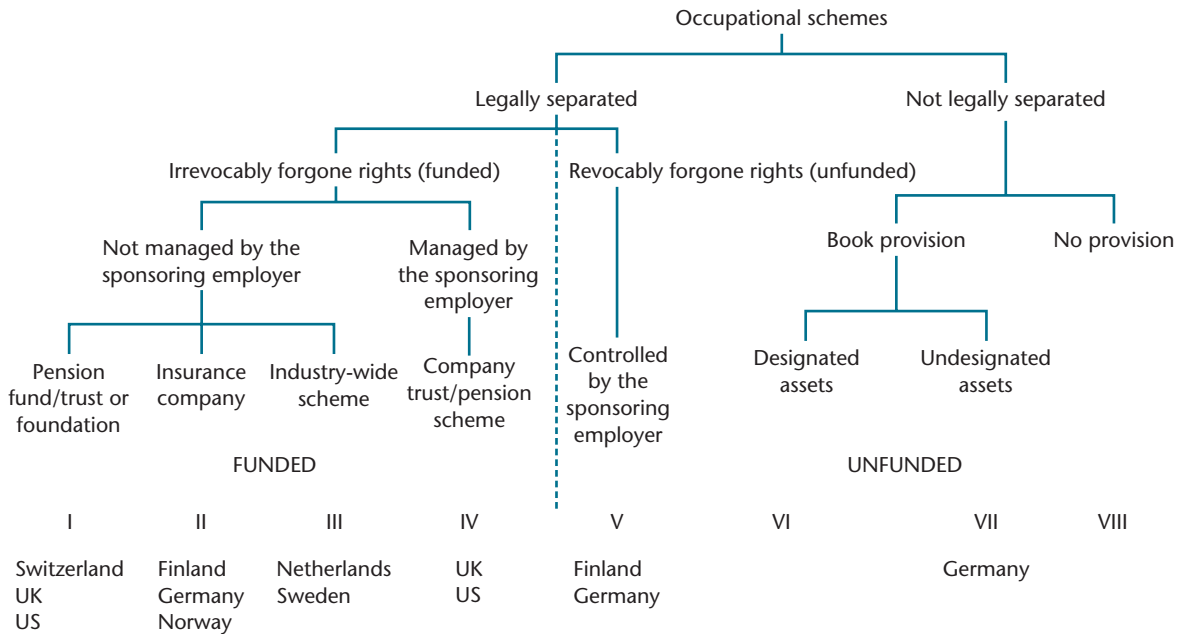 Occupational schemes
Legally separated
Not legally separated
Irrevocably forgone rights (funded)
Revocably forgone rights (unfunded)
Not managed by the
sponsoring employer
Managed by
the sponsoring
employer
Book provision
No provision
Pension
fund/trust or
foundation
Insurance
company
Industry-wide
scheme
Company
trust/pension
scheme
Controlled
by the
sponsoring
employer
Designated
assets
Undesignated
assets
FUNDED
UNFUNDED
I
II
III
IV
V
VI
VII
VIII
Switzerland
UK
US
Finland
Germany
Norway
Netherlands
Sweden
UK
US
Finland
Germany
Germany